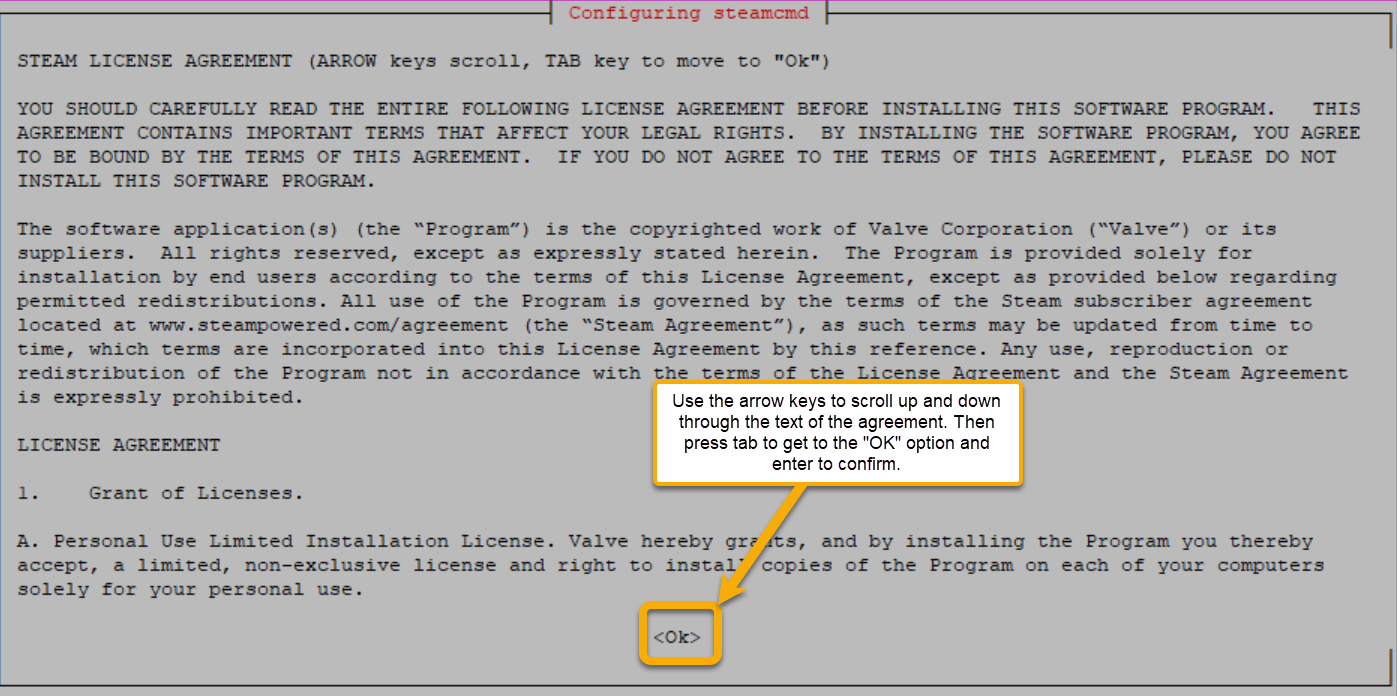 Configuring steamcmd
STEAM LICENSE AGREEMENT (ARROW keys scroll, TAB key to move to "Ok")
YOU SHOULD CAREFULLY READ THE ENTIRE FOLLOWING LICENSE AGREEMENT BEFORE INSTALLING THIS SOFTWARE PROGRAM.   THIS
AGREEMENT CONTAINS IMPORTANT TERMS THAT AFFECT YOUR LEGAL RIGHTS.  BY INSTALLING THE SOFTWARE PROGRAM, YOU AGREE
TO BE BOUND BY THE TERMS OF THIS AGREEMENT.  IF YOU DO NOT AGREE TO THE TERMS OF THIS AGREEMENT, PLEASE DO NOT
INSTALL THIS SOFTWARE PROGRAM.
The software application(s) (the “Program”) is the copyrighted work of Valve Corporation (“Valve”) or its
suppliers.  All rights reserved, except as expressly stated herein.  The Program is provided solely for
installation by end users according to the terms of this License Agreement, except as provided below regarding
permitted redistributions. All use of the Program is governed by the terms of the Steam subscriber agreement
located at www.steampowered.com/agreement (the “Steam Agreement”), as such terms may be updated from time to
time, which terms are incorporated into this License Agreement by this reference. Any use, reproduction or
redistribution of the Program not in accordance with the terms of the License Agreement and the Steam Agreement
is expressly prohibited.
Use the arrow keys to scroll up and down
through the text of the agreement. Then
press tab to get to the "OK" option and
enter to confirm.
LICENSE AGREEMENT
1.    Grant of Licenses.
A. Personal Use Limited Installation License. Valve hereby grants, and by installing the Program you thereby
accept, a limited, non-exclusive license and right to install copies of the Program on each of your computers
solely for your personal use.
<Ok>